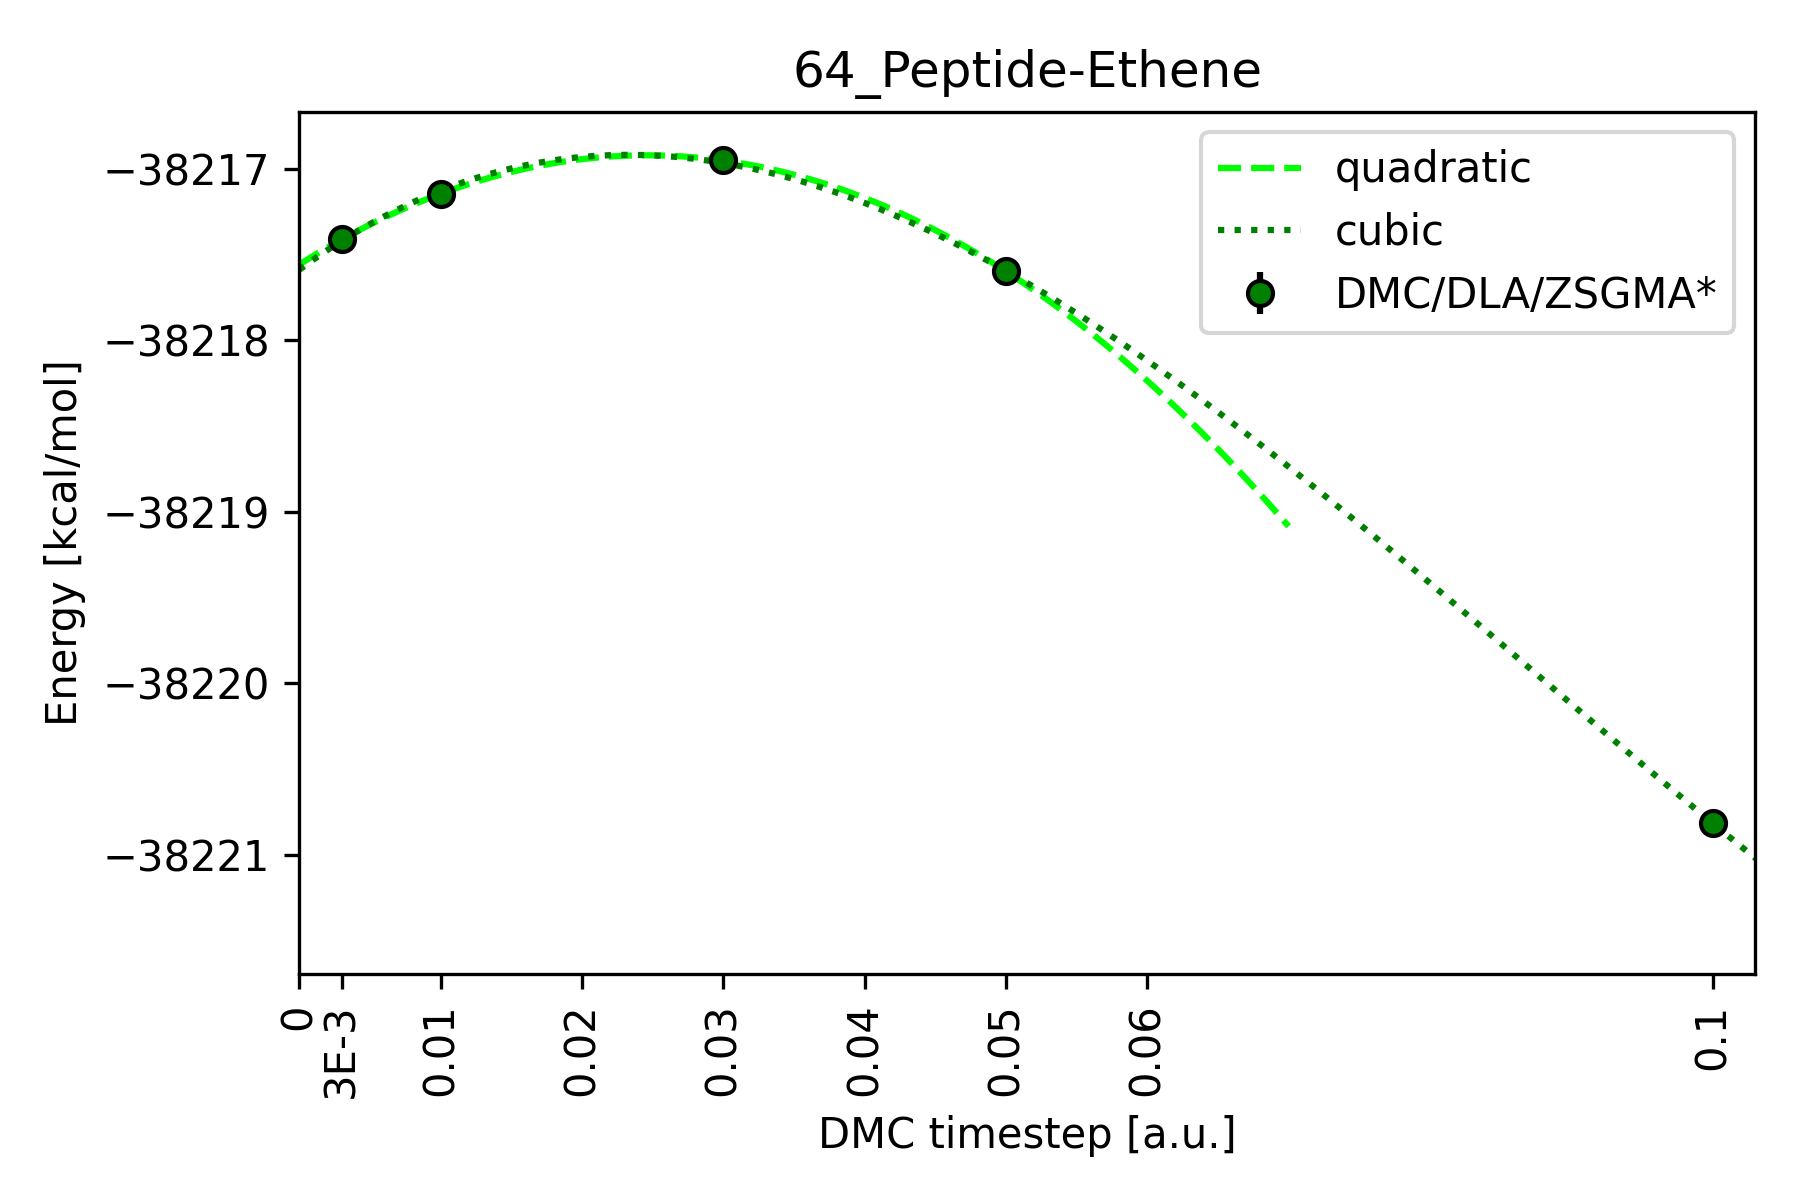 64_Peptide-Ethene
quadratic
cubic
DMC/DLA/ZSGMA*
Energy [kcal/mol]
−38217
−38218
−38219
−38220
−38221
0
3E-3
0.01
0.02
0.03
0.04
0.05
0.06
0.1
DMC timestep [a.u.]